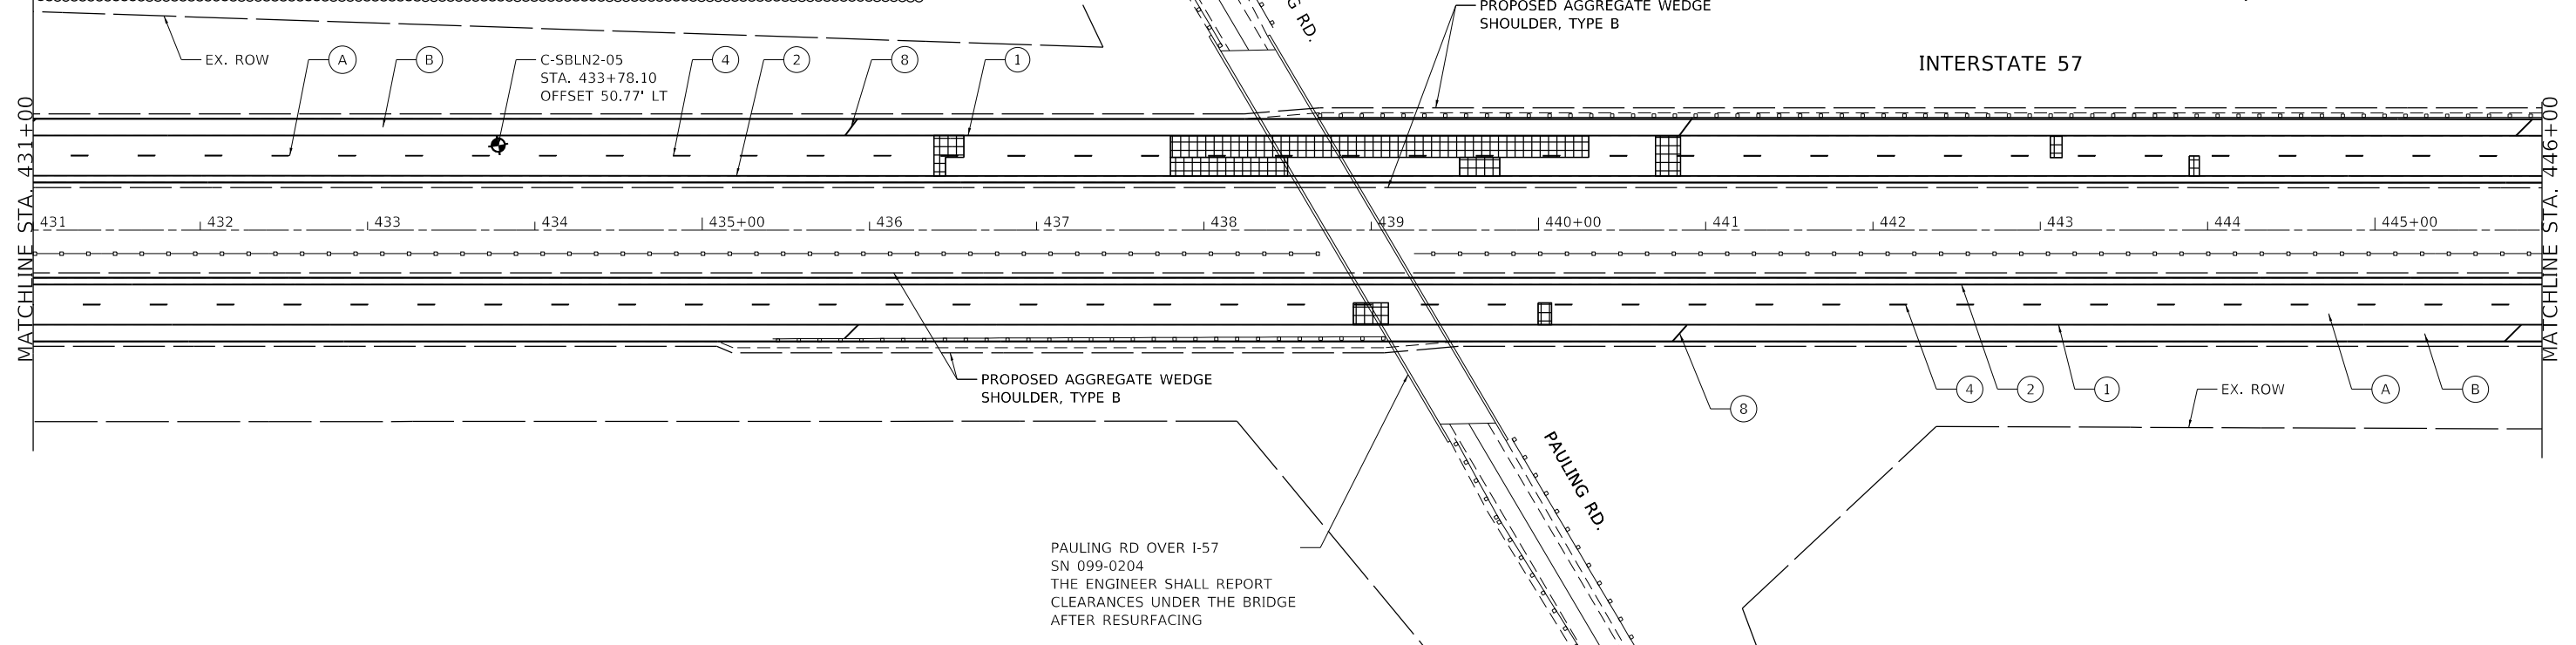 G RD.
PROPOSED AGGREGATE WEDGE
SHOULDER, TYPE B
INTERSTATE 57
EX. ROW
A
B
C-SBLN2-05
STA. 433+78.10
OFFSET 50.77' LT
4
2
8
1
MATCHLINE STA. 431+00
MATCHLINE STA. 446+00
431
432
433
434
435+00
436
437
438
439
440+00
441
442
443
444
445+00
PROPOSED AGGREGATE WEDGE
SHOULDER, TYPE B
8
4
2
1
EX. ROW
A
B
PAULING RD.
PAULING RD OVER I-57
SN 099-0204
THE ENGINEER SHALL REPORT
CLEARANCES UNDER THE BRIDGE
AFTER RESURFACING